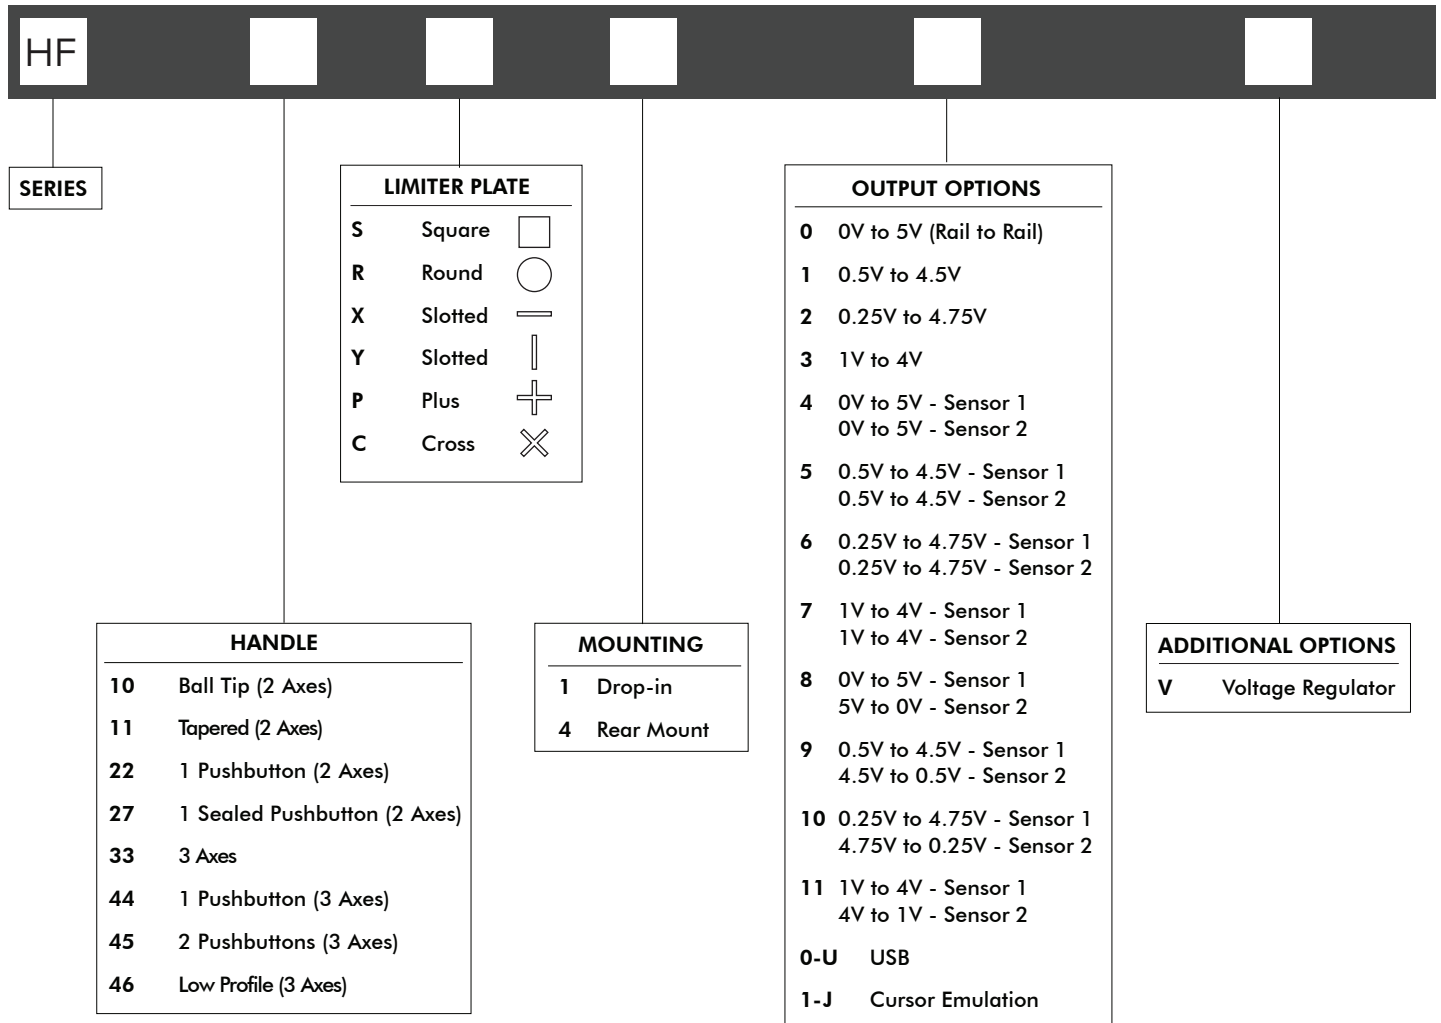 HF
SERIES
LIMITER PLATE
S Square
R Round
X Slotted
Y Slotted
P Plus
C Cross
OUTPUT OPTIONS
0 0V to 5V (Rail to Rail)
1 0.5V to 4.5V
2 0.25V to 4.75V
3 1V to 4V
4 0V to 5V - Sensor 1
0V to 5V - Sensor 2
5 0.5V to 4.5V - Sensor 1
0.5V to 4.5V - Sensor 2
6 0.25V to 4.75V - Sensor 1
0.25V to 4.75V - Sensor 2
7 1V to 4V - Sensor 1
1V to 4V - Sensor 2
8 0V to 5V - Sensor 1
5V to 0V - Sensor 2
9 0.5V to 4.5V - Sensor 1
4.5V to 0.5V - Sensor 2
10 0.25V to 4.75V - Sensor 1
4.75V to 0.25V - Sensor 2
11 1V to 4V - Sensor 1
4V to 1V - Sensor 2
0-U USB
1-J Cursor Emulation
HANDLE
10 Ball Tip (2 Axes)
11 Tapered (2 Axes)
22 1 Pushbutton (2 Axes)
27 1 Sealed Pushbutton (2 Axes)
33 3 Axes
44 1 Pushbutton (3 Axes)
45 2 Pushbuttons (3 Axes)
46 Low Profile (3 Axes)
MOUNTING
1 Drop-in
4 Rear Mount
ADDITIONAL OPTIONS
V Voltage Regulator